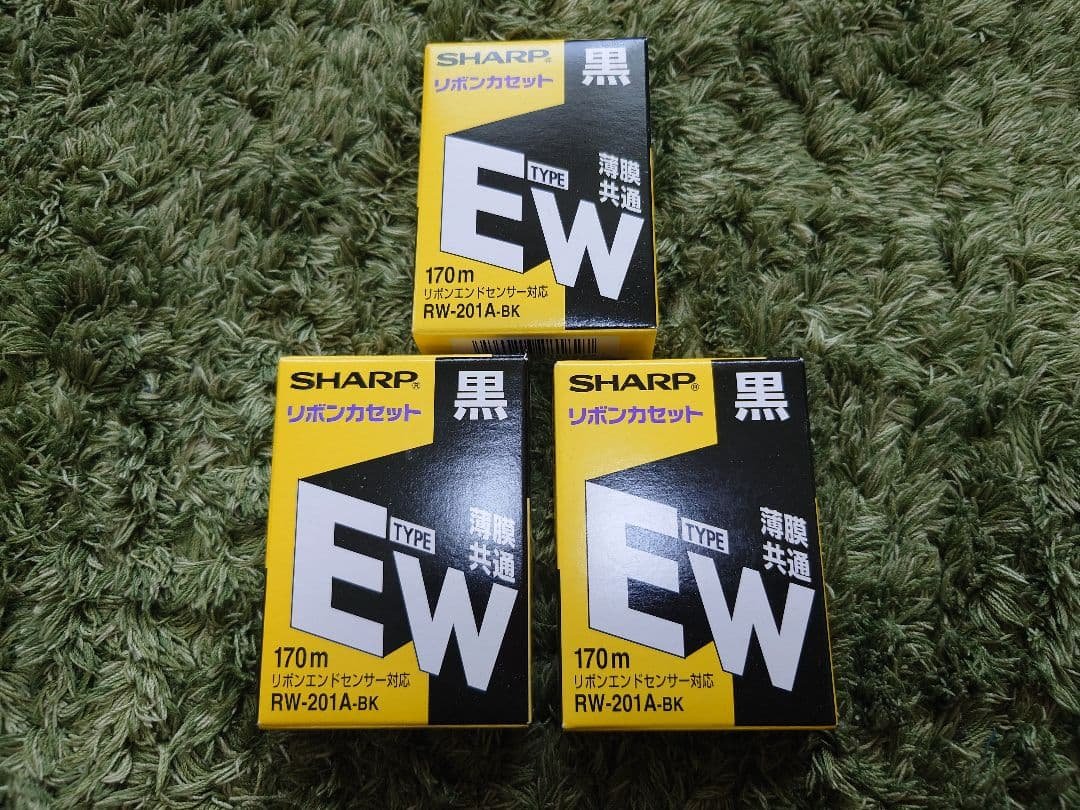 SHARP®
リボンカセット
黒
E TYPE W
薄膜
共通
170m
リボンエンドセンサー対応
RW-201A-BK
SHARP®
リボンカセット
黒
E TYPE W
薄膜
共通
170m
リボンエンドセンサー対応
RW-201A-BK
SHARP®
リボンカセット
黒
E TYPE W
薄膜
共通
170m
リボンエンドセンサー対応
RW-201A-BK